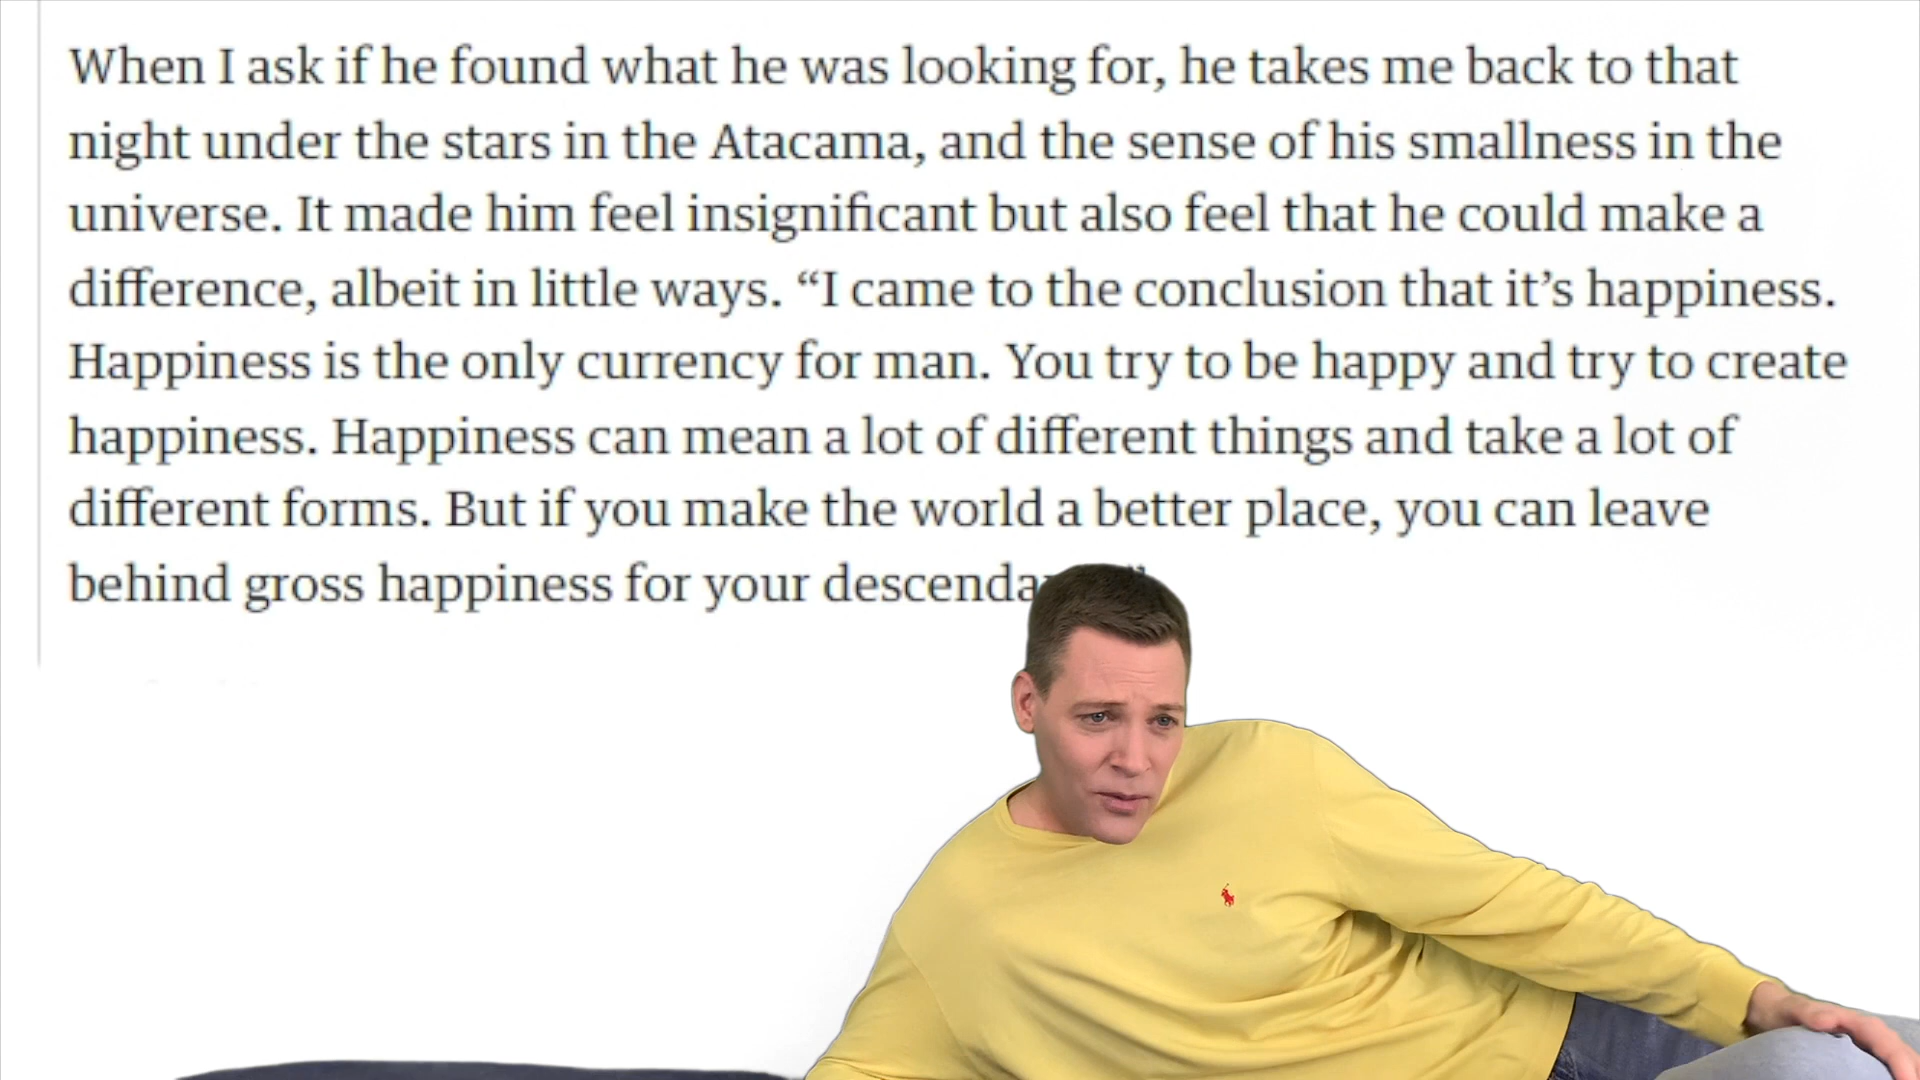 When I ask if he found what he was looking for, he takes me back to that
night under the stars in the Atacama, and the sense of his smallness in the
universe. It made him feel insignificant but also feel that he could make a
difference, albeit in little ways. “I came to the conclusion that it’s happiness.
Happiness is the only currency for man. You try to be happy and try to create
happiness. Happiness can mean a lot of different things and take a lot of
different forms. But if you make the world a better place, you can leave
behind gross happiness for your